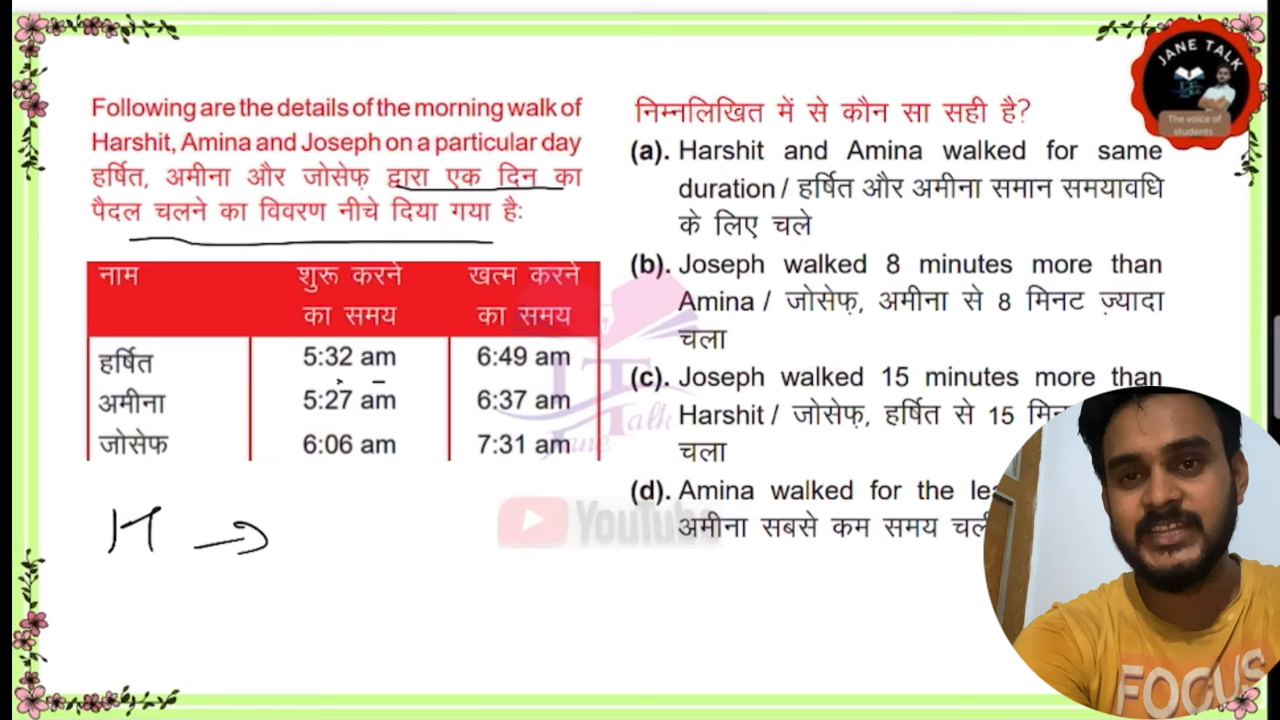 Following are the details of the morning walk of
Harshit, Amina and Joseph on a particular day
हर्षित, अमीना और जोसेफ़ द्वारा एक दिन का
पैदल चलने का विवरण नीचे दिया गया है:
नाम शुरू करने का समय खत्म करने का समय
हर्षित 5:32 am 6:49 am
अमीना 5:27 am 6:37 am
जोसेफ 6:06 am 7:31 am
H →
निम्नलिखित में से कौन सा सही है?
(a). Harshit and Amina walked for same
duration / हर्षित और अमीना समान समयावधि
के लिए चले
(b). Joseph walked 8 minutes more than
Amina / जोसेफ़, अमीना से 8 मिनट ज़्यादा
चला
(c). Joseph walked 15 minutes more than
Harshit / जोसेफ़, हर्षित से 15
चला
(d). Amina walked for the
अमीना सबसे कम समय
JANE TALK
The voice of
students
Jane Talk
YouTube
FOCUS